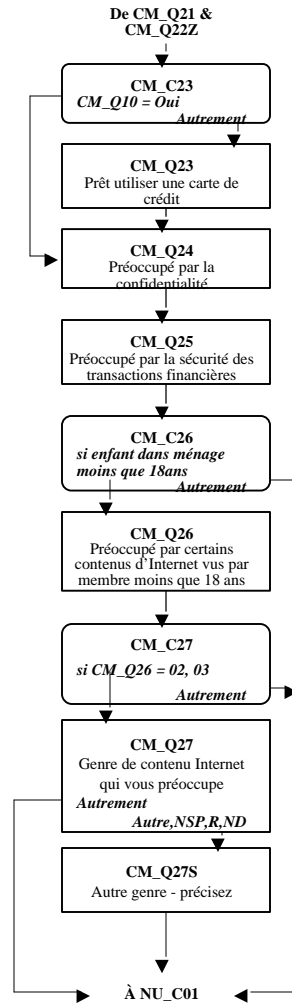 De CM_Q21 &
CM_Q22Z
CM_C23
CM_Q10 = Oui
Autrement
CM_Q23
Prêt utiliser une carte de
crédit
CM_Q24
Préoccupé par la
confidentialité
CM_Q25
Préoccupé par la sécurité des
transactions financières
CM_C26
si enfant dans ménage
moins que 18ans
Autrement
CM_Q26
Préoccupé par certains
contenus d'Internet vus par
membre moins que 18 ans
CM_C27
si CM_Q26 = 02, 03
Autrement
CM_Q27
Genre de contenu Internet
qui vous préoccupe
Autrement
Autre,NSP,R,ND
CM_Q27S
Autre genre - précisez
À NU_C01